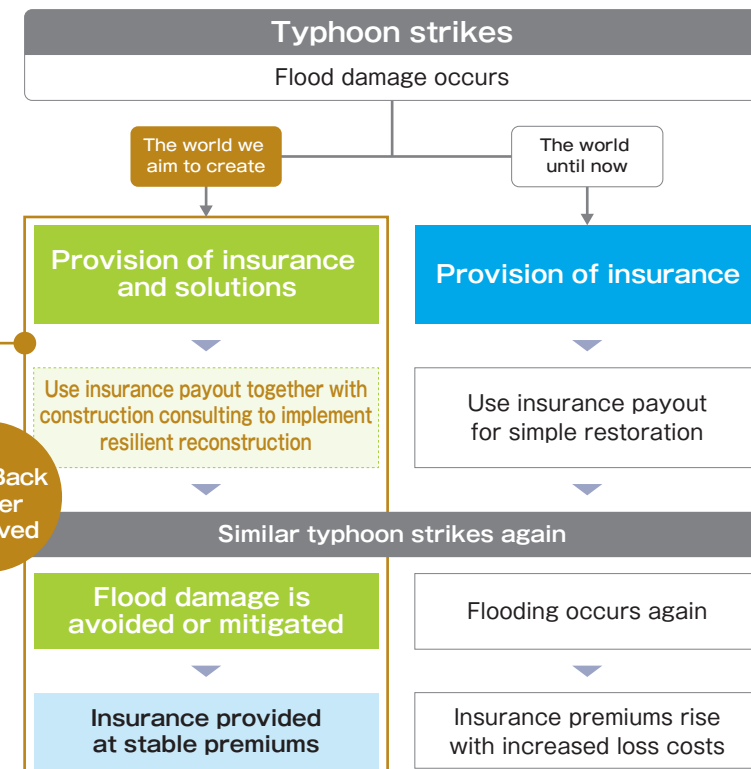 Typhoon strikes
Flood damage occurs
The world we
aim to create
The world
until now
Provision of insurance
and solutions
Provision of insurance
Use insurance payout together with
construction consulting to implement
resilient reconstruction
Use insurance payout
for simple restoration
Back
Similar typhoon strikes again
Flood damage is
avoided or mitigated
Flooding occurs again
Insurance provided
at stable premiums
Insurance premiums rise
with increased loss costs